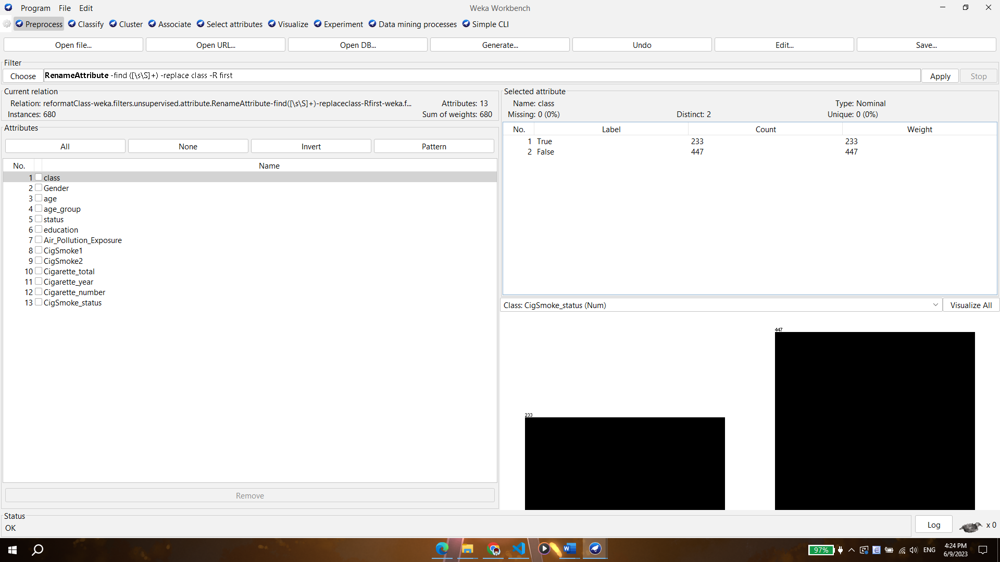 Program File Edit Weka Workbench
Preprocess Classify Cluster Associate Select attributes Visualize Experiment Data mining processes Simple CLI
Open file... Open URL... Open DB... Generate... Undo Edit... Save...
Filter
Choose RenameAttribute -find ([\s\S]+) -replace class -R first Apply Stop
Current relation
Relation: reformatClass-weka.filters.unsupervised.attribute.RenameAttribute-find([\s\S]+)-replaceclass-Rfirst-weka.f... Attributes: 13
Instances: 680 Sum of weights: 680
Attributes
All None Invert Pattern
No. Name
1 class
2 Gender
3 age
4 age_group
5 status
6 education
7 Air_Pollution_Exposure
8 CigSmoke1
9 CigSmoke2
10 Cigarette_total
11 Cigarette_year
12 Cigarette_number
13 CigSmoke_status
Remove
Selected attribute
Name: class Type: Nominal
Missing: 0 (0%) Distinct: 2 Unique: 0 (0%)
No. Label Count Weight
1 True 233 233
2 False 447 447
Class: CigSmoke_status (Num) Visualize All
447
233
Status
OK
Log x 0
97% ENG 4:24 PM
6/9/2023